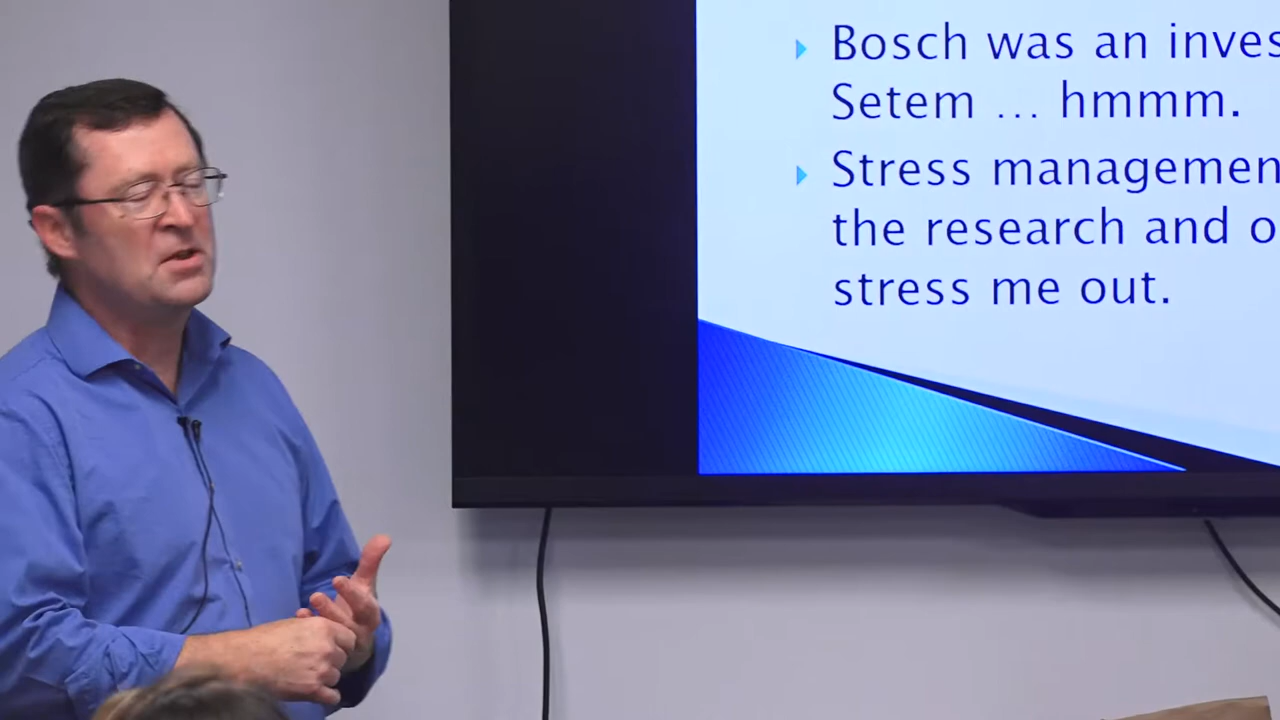 Bosch was an inves
Setem ... hmmm.
Stress managemen
the research and o
stress me out.